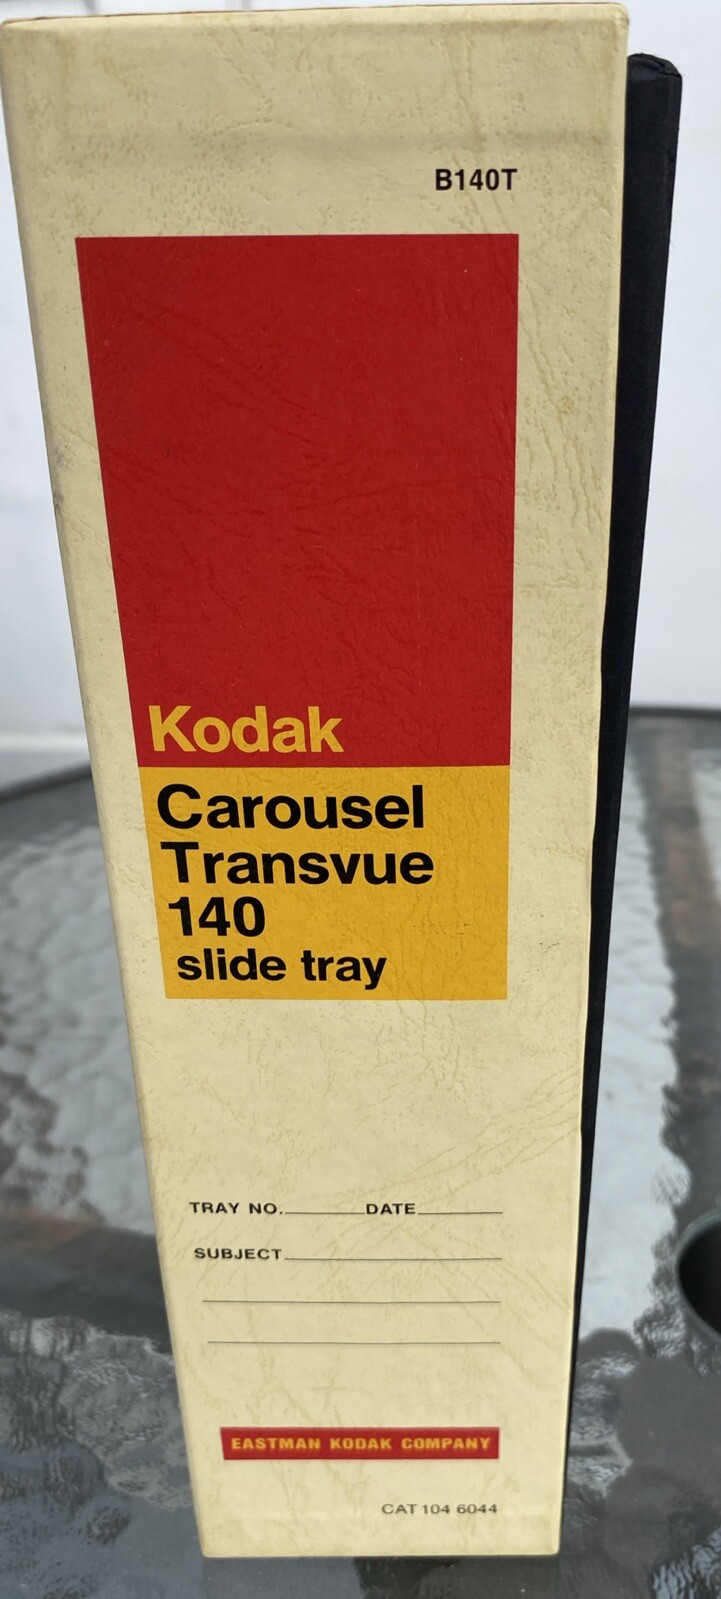 B140T
Kodak
Carousel
Transvue
140
slide tray
TRAY NO. DATE
SUBJECT
EASTMAN KODAK COMPANY
CAT 104 6044